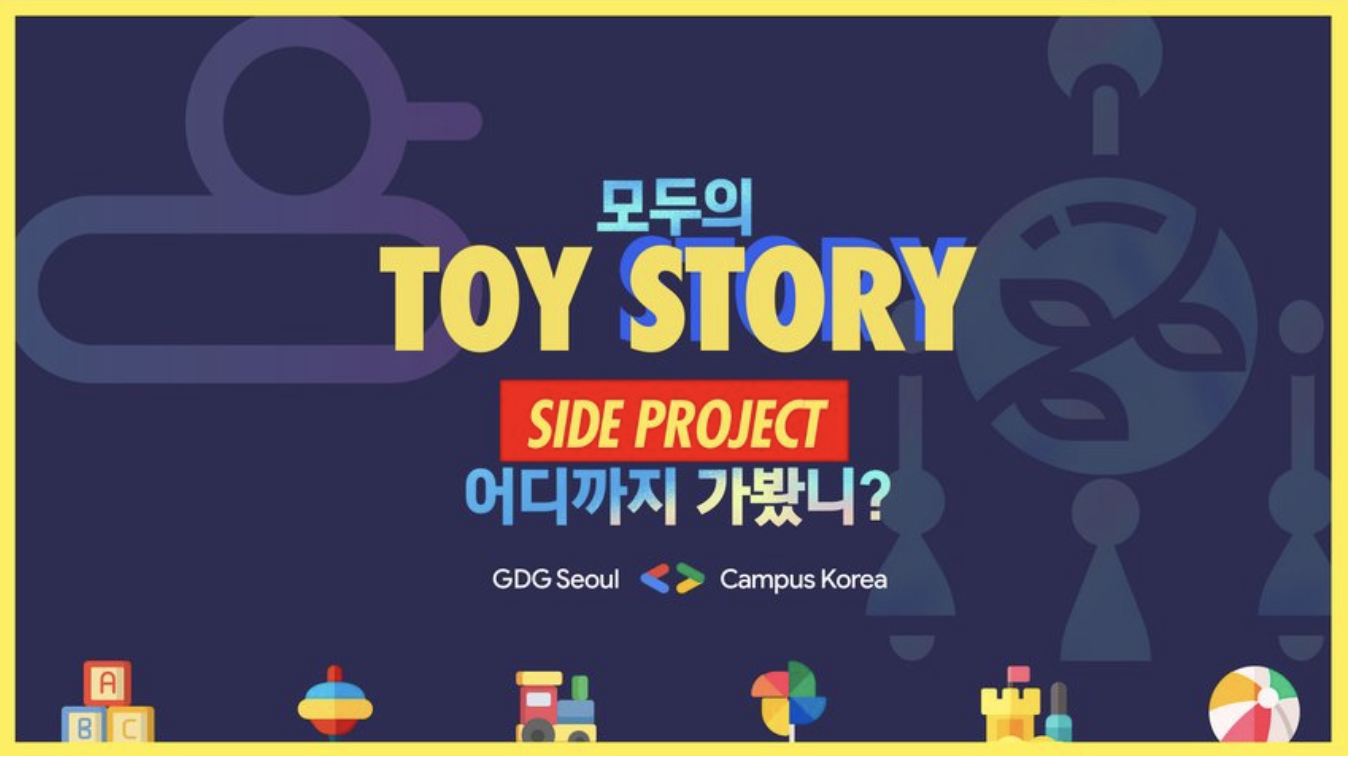 모두의
TOY STORY
SIDE PROJECT
어디까지 가봤니?
GDG Seoul <> Campus Korea
A
B C